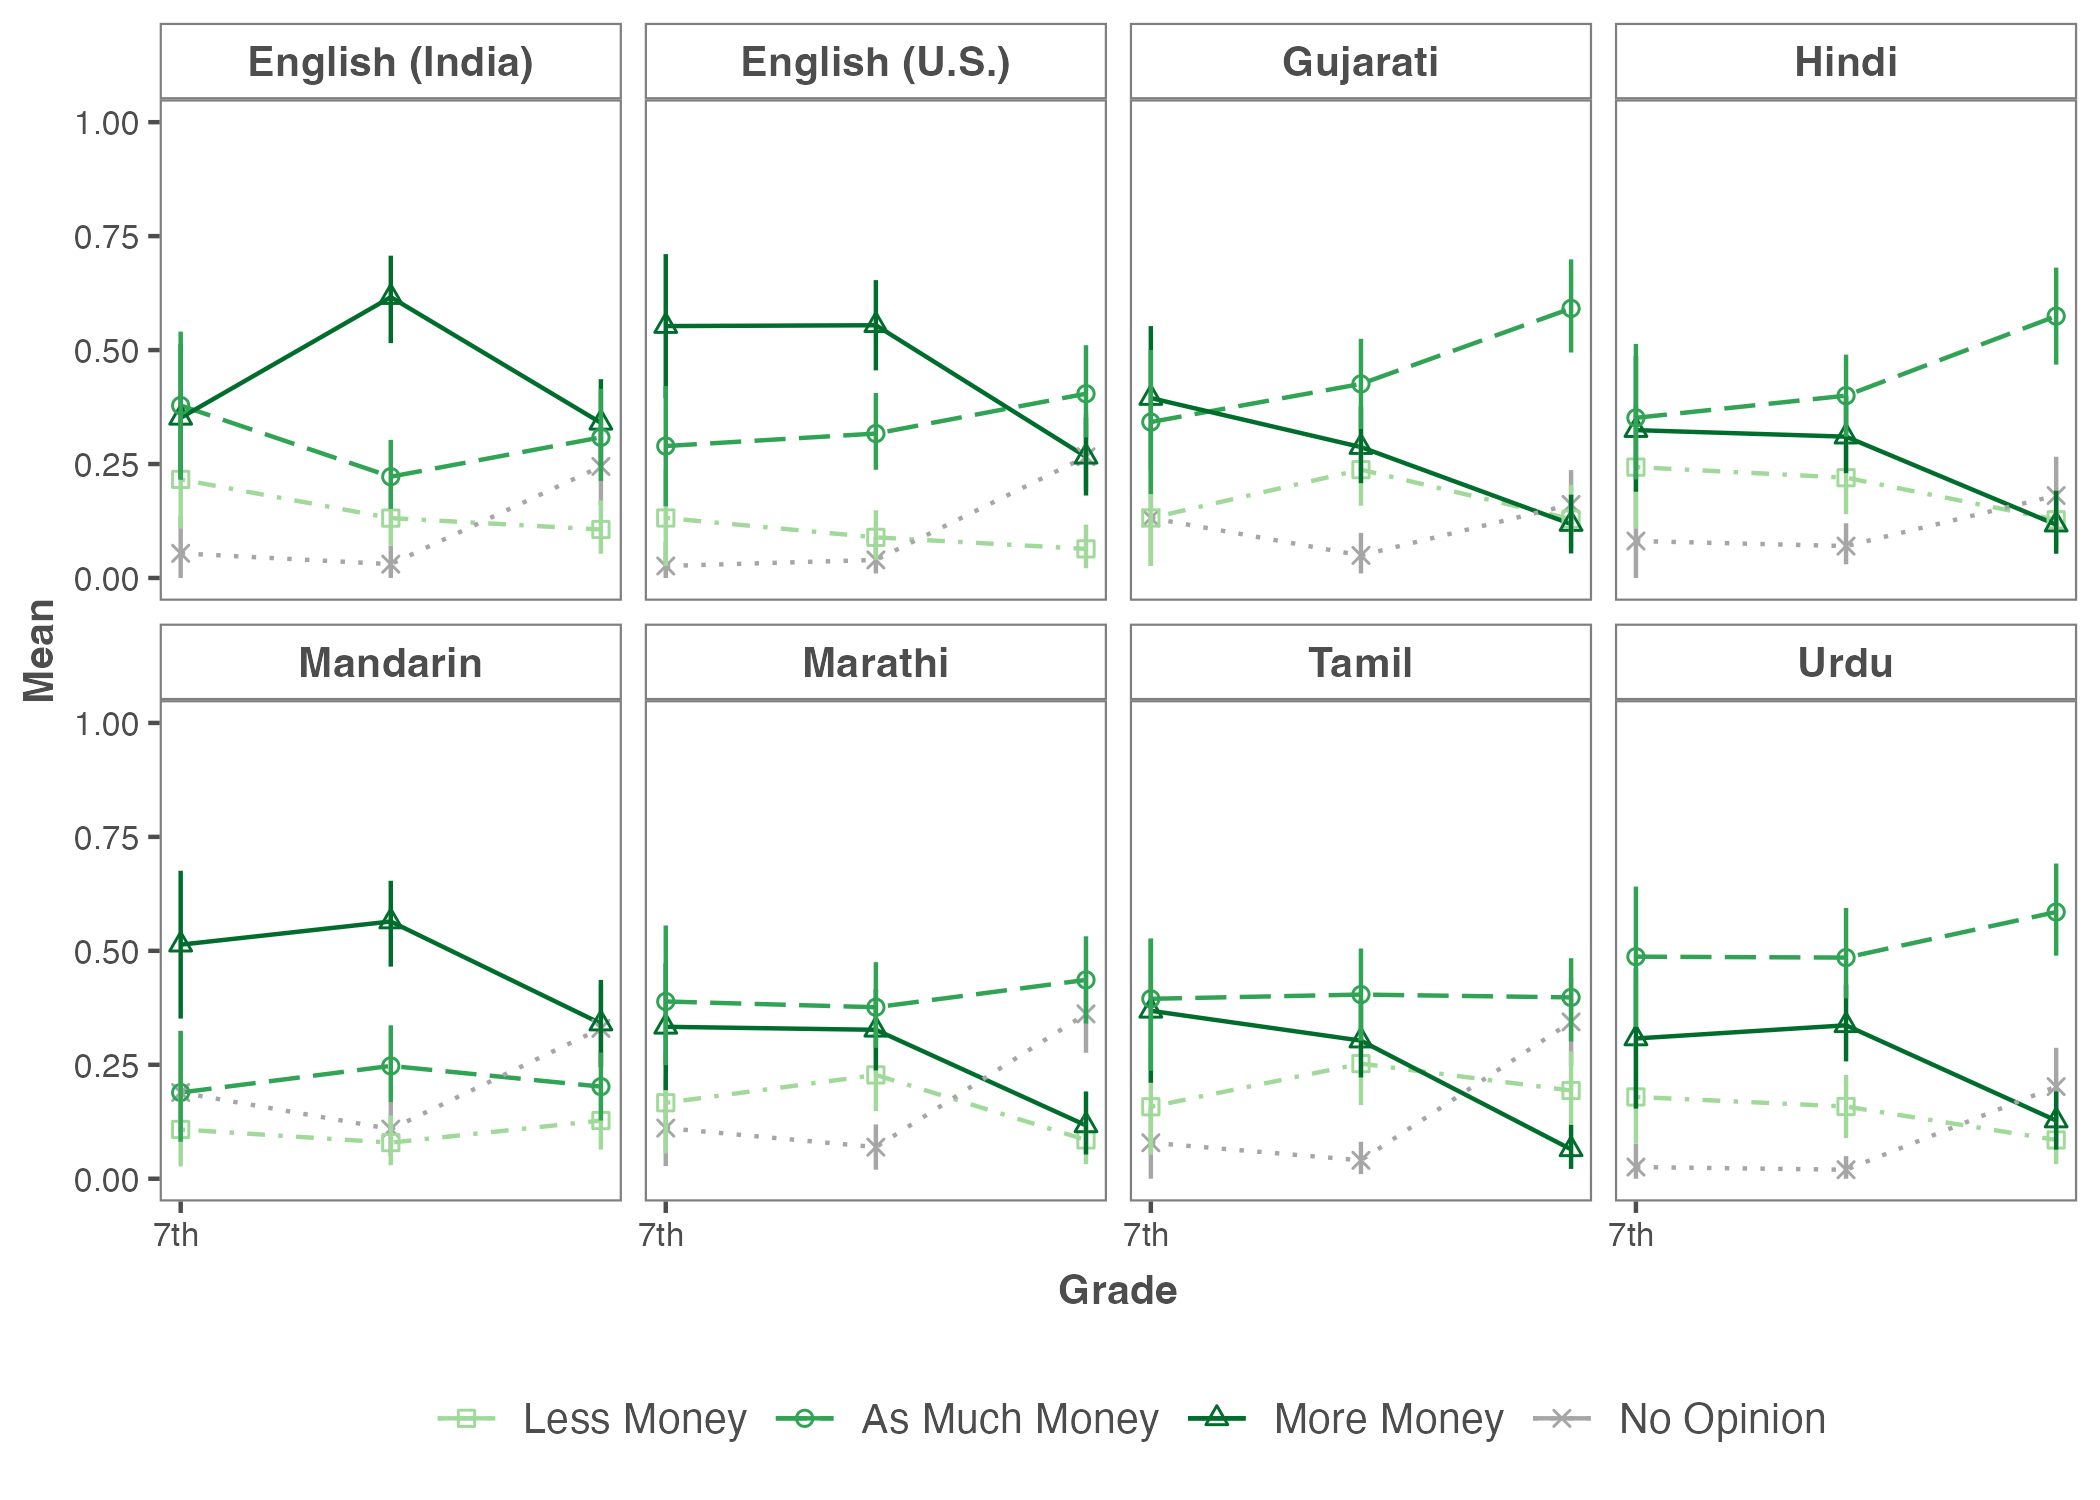 English (India)
English (U.S.)
Gujarati
Hindi
1.00
0.75
0.50
0.25
0.00
Mean
Mandarin
Marathi
Tamil
Urdu
1.00
0.75
0.50
0.25
0.00
7th
7th
7th
7th
Grade
Less Money
As Much Money
More Money
No Opinion